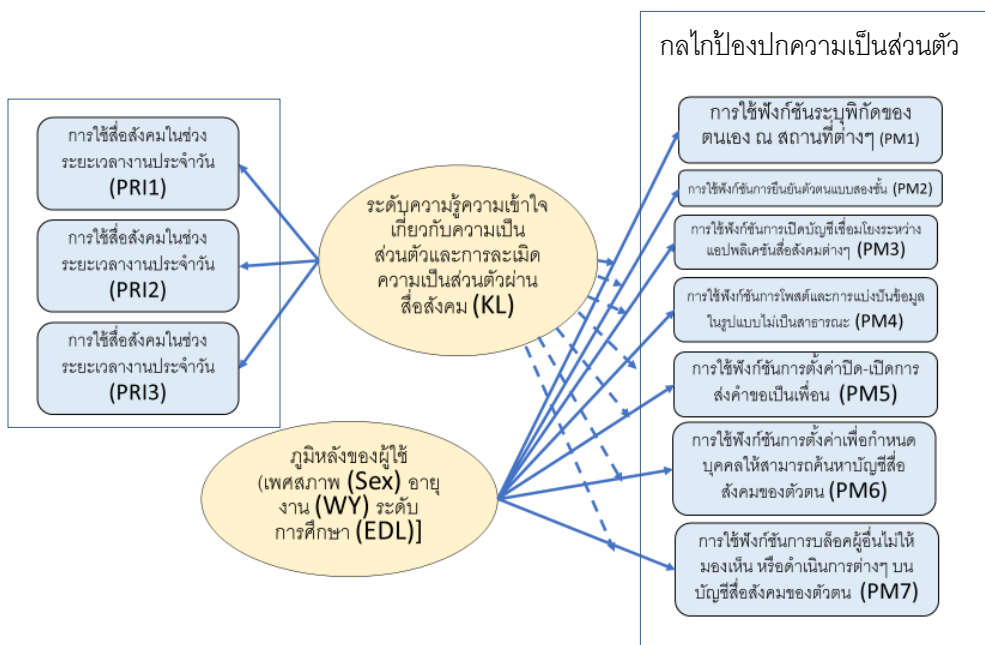 กลไกป้องปกความเป็นส่วนตัว
การใช้สื่อสังคมในช่วง
ระยะเวลางานประจำวัน
(PRI1)
การใช้สื่อสังคมในช่วง
ระยะเวลางานประจำวัน
(PRI2)
การใช้สื่อสังคมในช่วง
ระยะเวลางานประจำวัน
(PRI3)
ระดับความรู้ความเข้าใจ
เกี่ยวกับความเป็น
ส่วนตัวและการละเมิด
ความเป็นส่วนตัวผ่าน
สื่อสังคม (KL)
ภูมิหลังของผู้ใช้
(เพศสภาพ (Sex) อายุ
งาน (WY) ระดับ
การศึกษา (EDL)]
การใช้ฟังก์ชันระบุพิกัดของ
ตนเอง ณ สถานที่ต่างๆ (PM1)
การใช้ฟังก์ชันการยืนยันตัวตนแบบสองชั้น (PM2)
การใช้ฟังก์ชันการเปิดบัญชีเชื่อมโยงระหว่าง
แอปพลิเคชันสื่อสังคมต่างๆ (PM3)
การใช้ฟังก์ชันการโพสต์และการแบ่งปันข้อมูล
ในรูปแบบไม่เป็นสาธารณะ (PM4)
การใช้ฟังก์ชันการตั้งค่าปิด-เปิดการ
ส่งคำขอเป็นเพื่อน (PM5)
การใช้ฟังก์ชันการตั้งค่าเพื่อกำหนด
บุคคลให้สามารถค้นหาบัญชีสื่อ
สังคมของตัวตน (PM6)
การใช้ฟังก์ชันการบล็อคผู้อื่นไม่ให้
มองเห็น หรือดำเนินการต่างๆ บน
บัญชีสื่อสังคมของตัวตน (PM7)